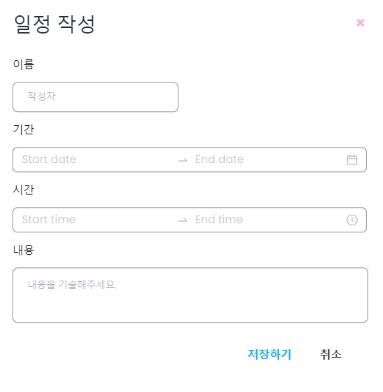 일정 작성
이름
작성자
기간
Start date → End date
시간
Start time → End time
내용
내용을 기술해주세요.
저장하기 취소